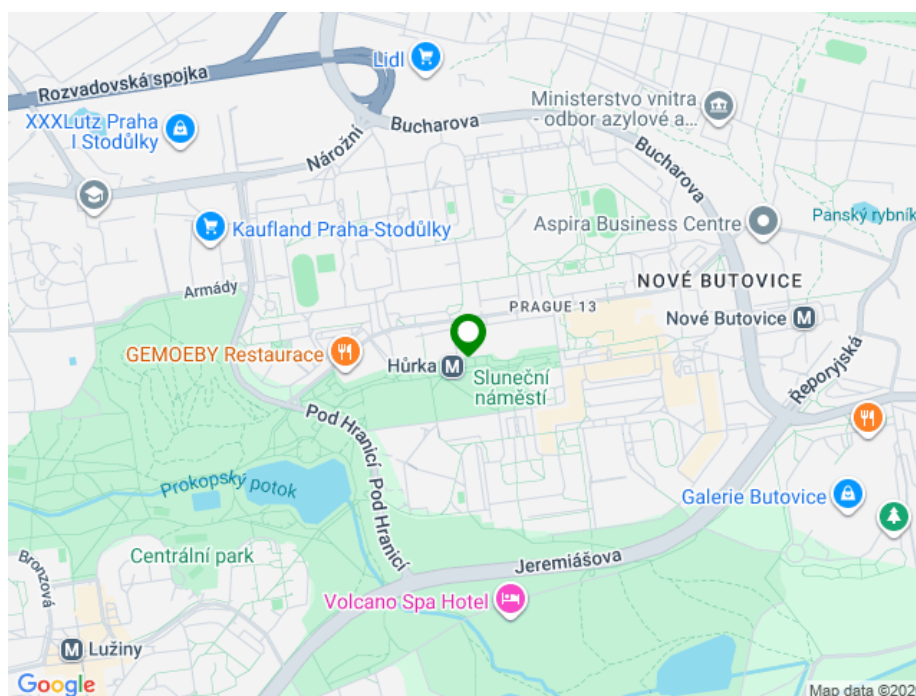 Lidl
Rozvadovská spojka
Ministerstvo vnitra
- odbor azylové a...
XXXLutz Praha
I Stodůlky
Bucharova
Nárožní
Bucharova
Panský rybník
Kaufland Praha-Stodůlky
Aspira Business Centre
Armády
NOVÉ BUTOVICE
PRAGUE 13
Nové Butovice
M
GEMOEBY Restaurace
Hůrka
M
Sluneční
náměstí
Řeporyjská
Pod Hranicí
Pod Hranicí
Prokopský potok
Galerie Butovice
Centrální park
Bronzová
Jeremiášova
Volcano Spa Hotel
M
Lužiny
Google
Map data ©202